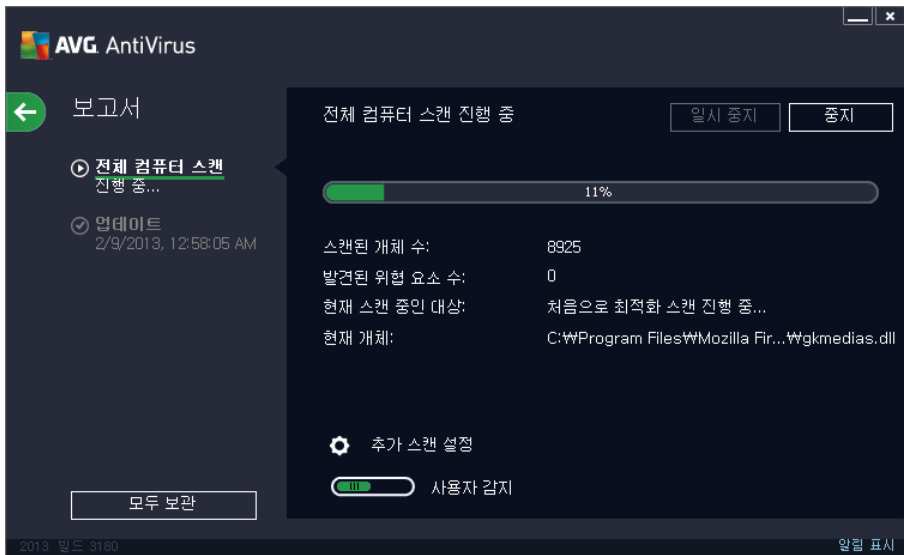 AVG. AntiVirus
보고서
전체 컴퓨터 스캔
진행 중...
업데이트
2/9/2013, 12:58:05 AM
모두 보관
전체 컴퓨터 스캔 진행 중
일시 중지
중지
11%
스캔된 개체 수: 8925
발견된 위협 요소 수: 0
현재 스캔 중인 대상: 처음으로 최적화 스캔 진행 중...
현재 개체: C:₩Program Files₩Mozilla Fir...₩gkmedias.dll
추가 스캔 설정
사용자 감지
2013 빌드 3180
알림 표시